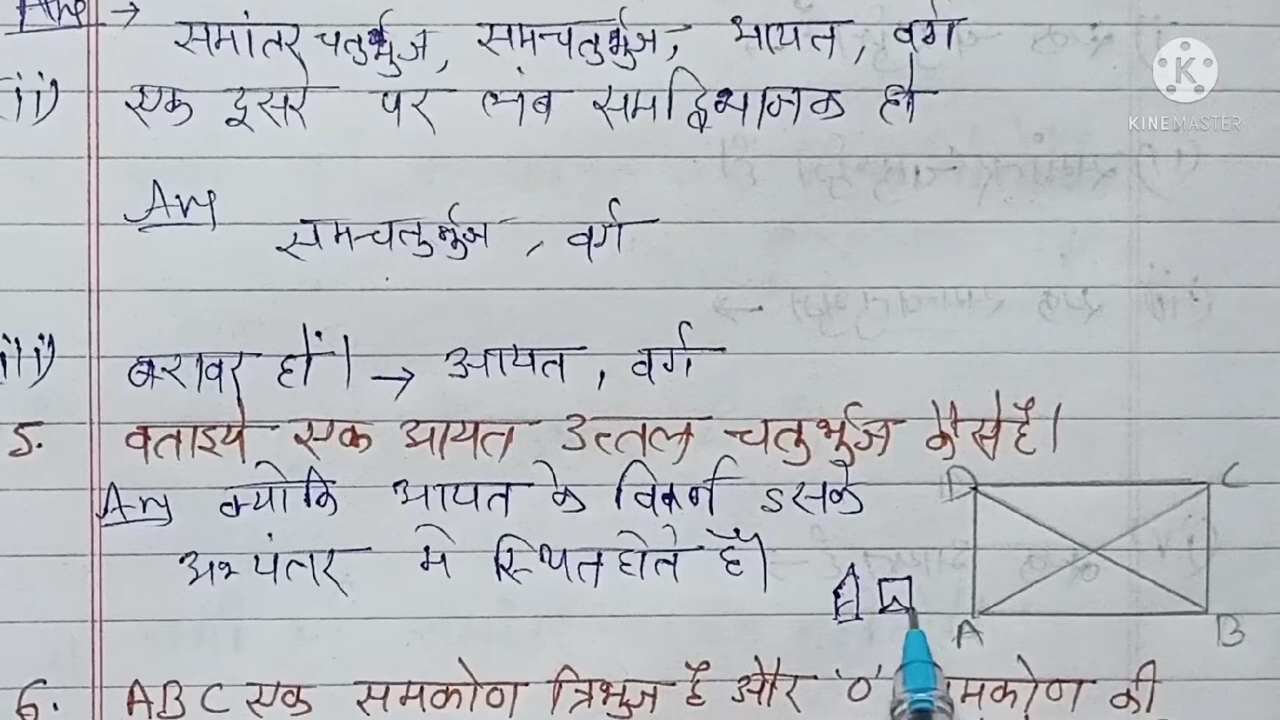 Ans →
समांतर चतुर्भुज, समचतुर्भुज, आयत, वर्ग
ii) एक दुसरे पर लंब समद्विभाजक हो
KINEMASTER
Ans
समचतुर्भुज, वर्ग
iii) बराबर हों। → आयत, वर्ग
5. बताइये एक आयत उत्तल चतुर्भुज कैसे है।
Ans क्योकि आयत के विकर्ण इसके
अभ्यंतर मे स्थित होते हैं।
D C
A B
6. ABC एक समकोण त्रिभुज है और 'O' मकोण की